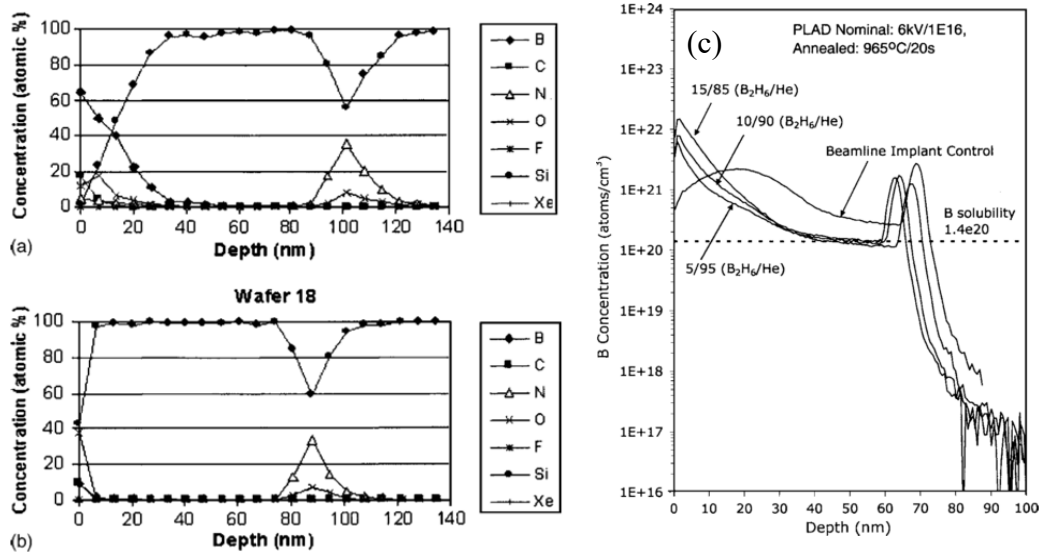 Concentration (atomic %)
100
80
60
40
20
0
0 20 40 60 80 100 120 140
Depth (nm)
(a)
B
C
N
O
F
Si
Xe
Wafer 18
Concentration (atomic %)
100
80
60
40
20
0
0 20 40 60 80 100 120 140
Depth (nm)
(b)
B
C
N
O
F
Si
Xe
(c)
PLAD Nominal: 6kV/1E16,
Annealed: 965°C/20s
15/85 (B₂H₆/He)
10/90 (B₂H₆/He)
Beamline Implant Control
B solubility
1.4e20
5/95 (B₂H₆/He)
B Concentration (atoms/cm³)
1E+24
1E+23
1E+22
1E+21
1E+20
1E+19
1E+18
1E+17
1E+16
0 10 20 30 40 50 60 70 80 90 100
Depth (nm)